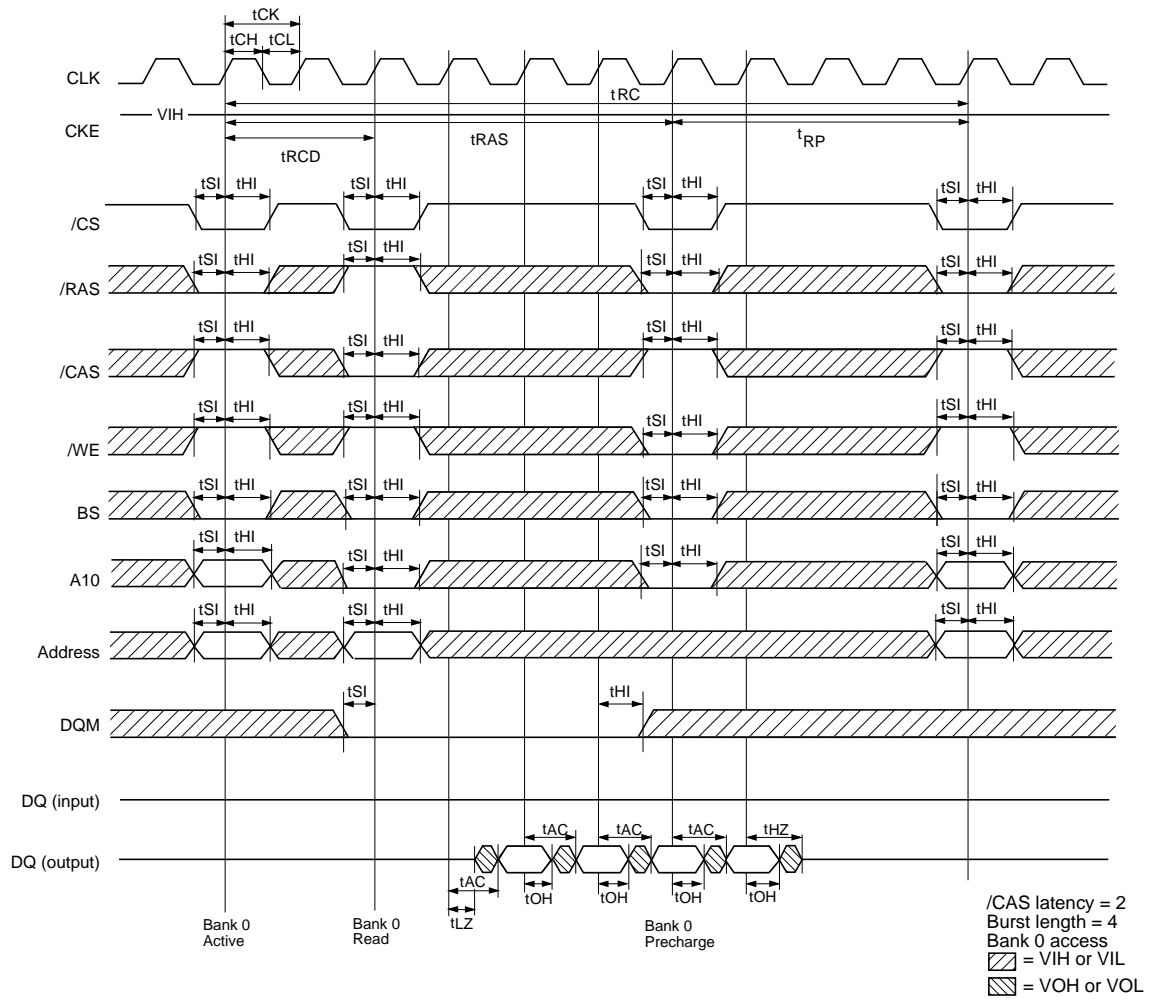 tCK
tCH tCL
CLK
tRC
VIH
CKE
tRAS
tRP
tRCD
tSI tHI tSI tHI tSI tHI tSI tHI
/CS
tSI tHI tSI tHI tSI tHI tSI tHI
/RAS
tSI tHI tSI tHI tSI tHI tSI tHI
/CAS
tSI tHI tSI tHI tSI tHI tSI tHI
/WE
tSI tHI tSI tHI tSI tHI tSI tHI
BS
tSI tHI tSI tHI tSI tHI tSI tHI
A10
tSI tHI tSI tHI tSI tHI
Address
tSI tHI
DQM
DQ (input)
tAC tAC tAC tHZ
DQ (output)
tAC
tOH tOH tOH tOH
tLZ
Bank 0
Active
Bank 0
Read
Bank 0
Precharge
/CAS latency = 2
Burst length = 4
Bank 0 access
= VIH or VIL
= VOH or VOL